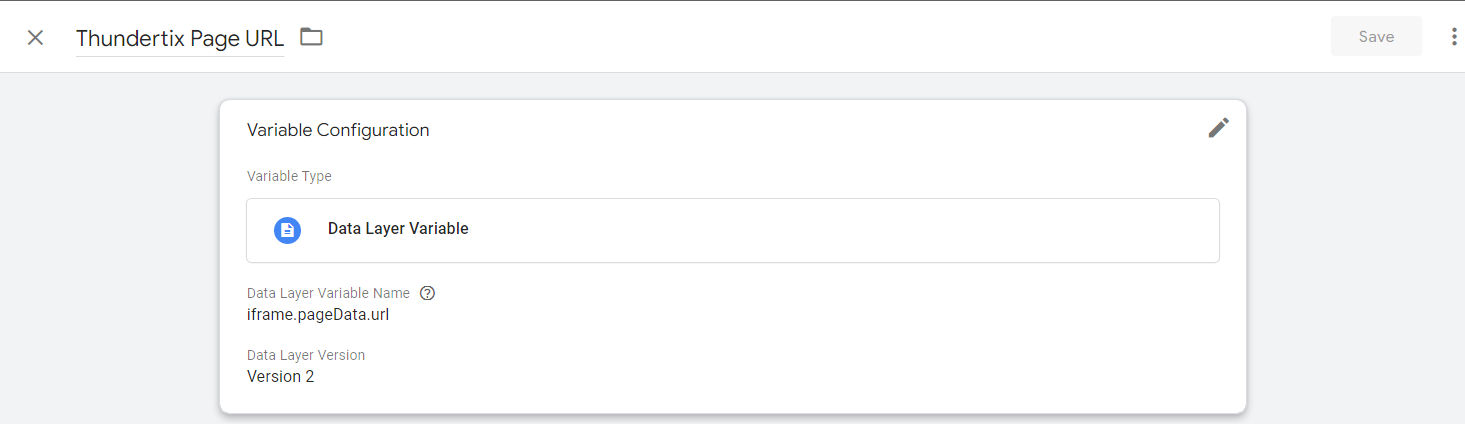 Thundertix Page URL
Save
Variable Configuration
Variable Type
Data Layer Variable
Data Layer Variable Name
iframe.pageData.url
Data Layer Version
Version 2